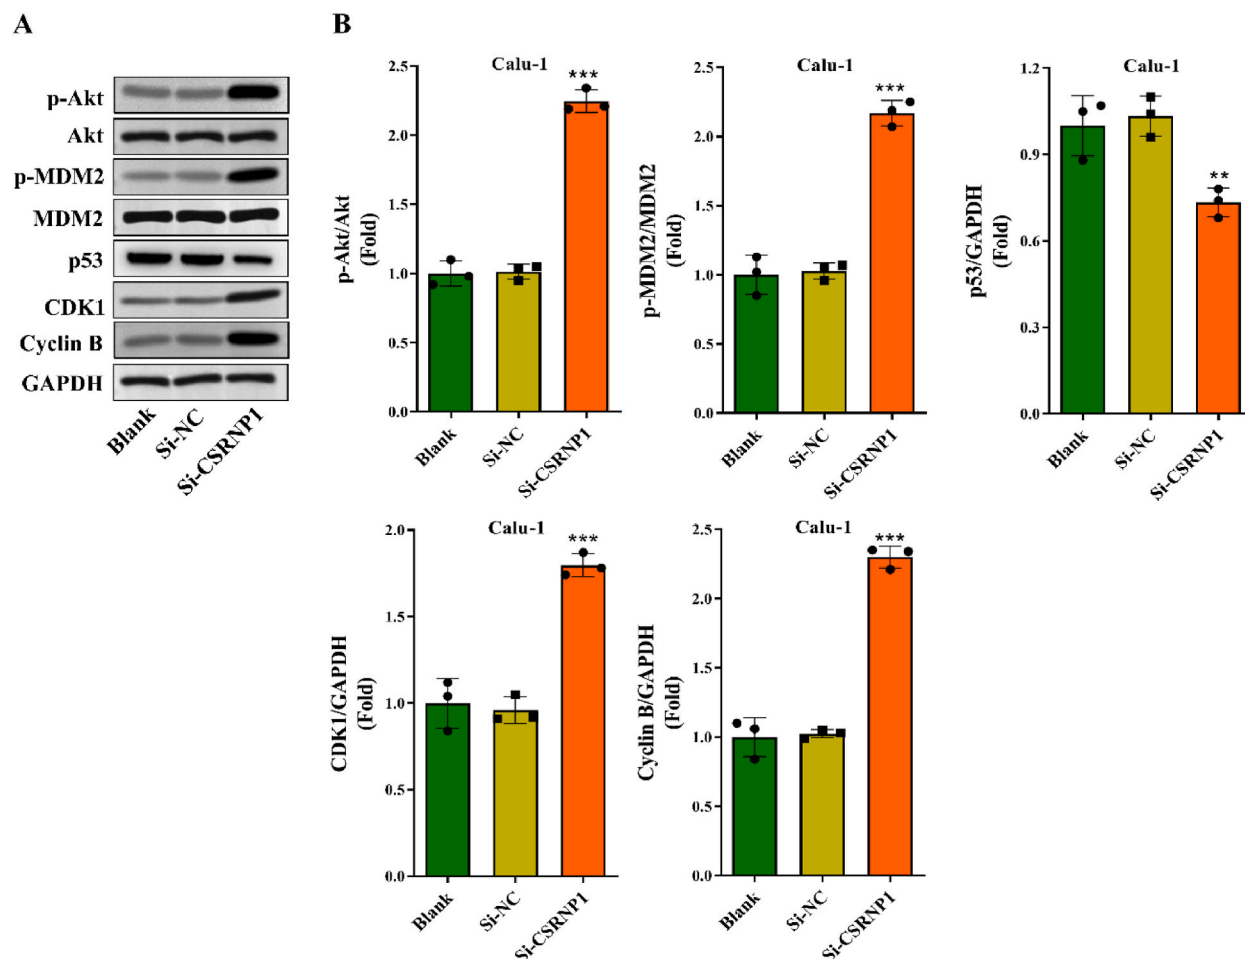 A
p-Akt
Akt
p-MDM2
MDM2
p53
CDK1
Cyclin B
GAPDH
Blank
Si-NC
Si-CSRNP1
B
Calu-1
***
p-Akt/Akt
(Fold)
2.5
2.0
1.5
1.0
0.5
0.0
Blank
Si-NC
Si-CSRNP1
Calu-1
***
p-MDM2/MDM2
(Fold)
2.5
2.0
1.5
1.0
0.5
0.0
Blank
Si-NC
Si-CSRNP1
Calu-1
**
p53/GAPDH
(Fold)
1.2
0.9
0.6
0.3
0.0
Blank
Si-NC
Si-CSRNP1
Calu-1
***
CDK1/GAPDH
(Fold)
2.0
1.5
1.0
0.5
0.0
Blank
Si-NC
Si-CSRNP1
Calu-1
***
Cyclin B/GAPDH
(Fold)
2.5
2.0
1.5
1.0
0.5
0.0
Blank
Si-NC
Si-CSRNP1